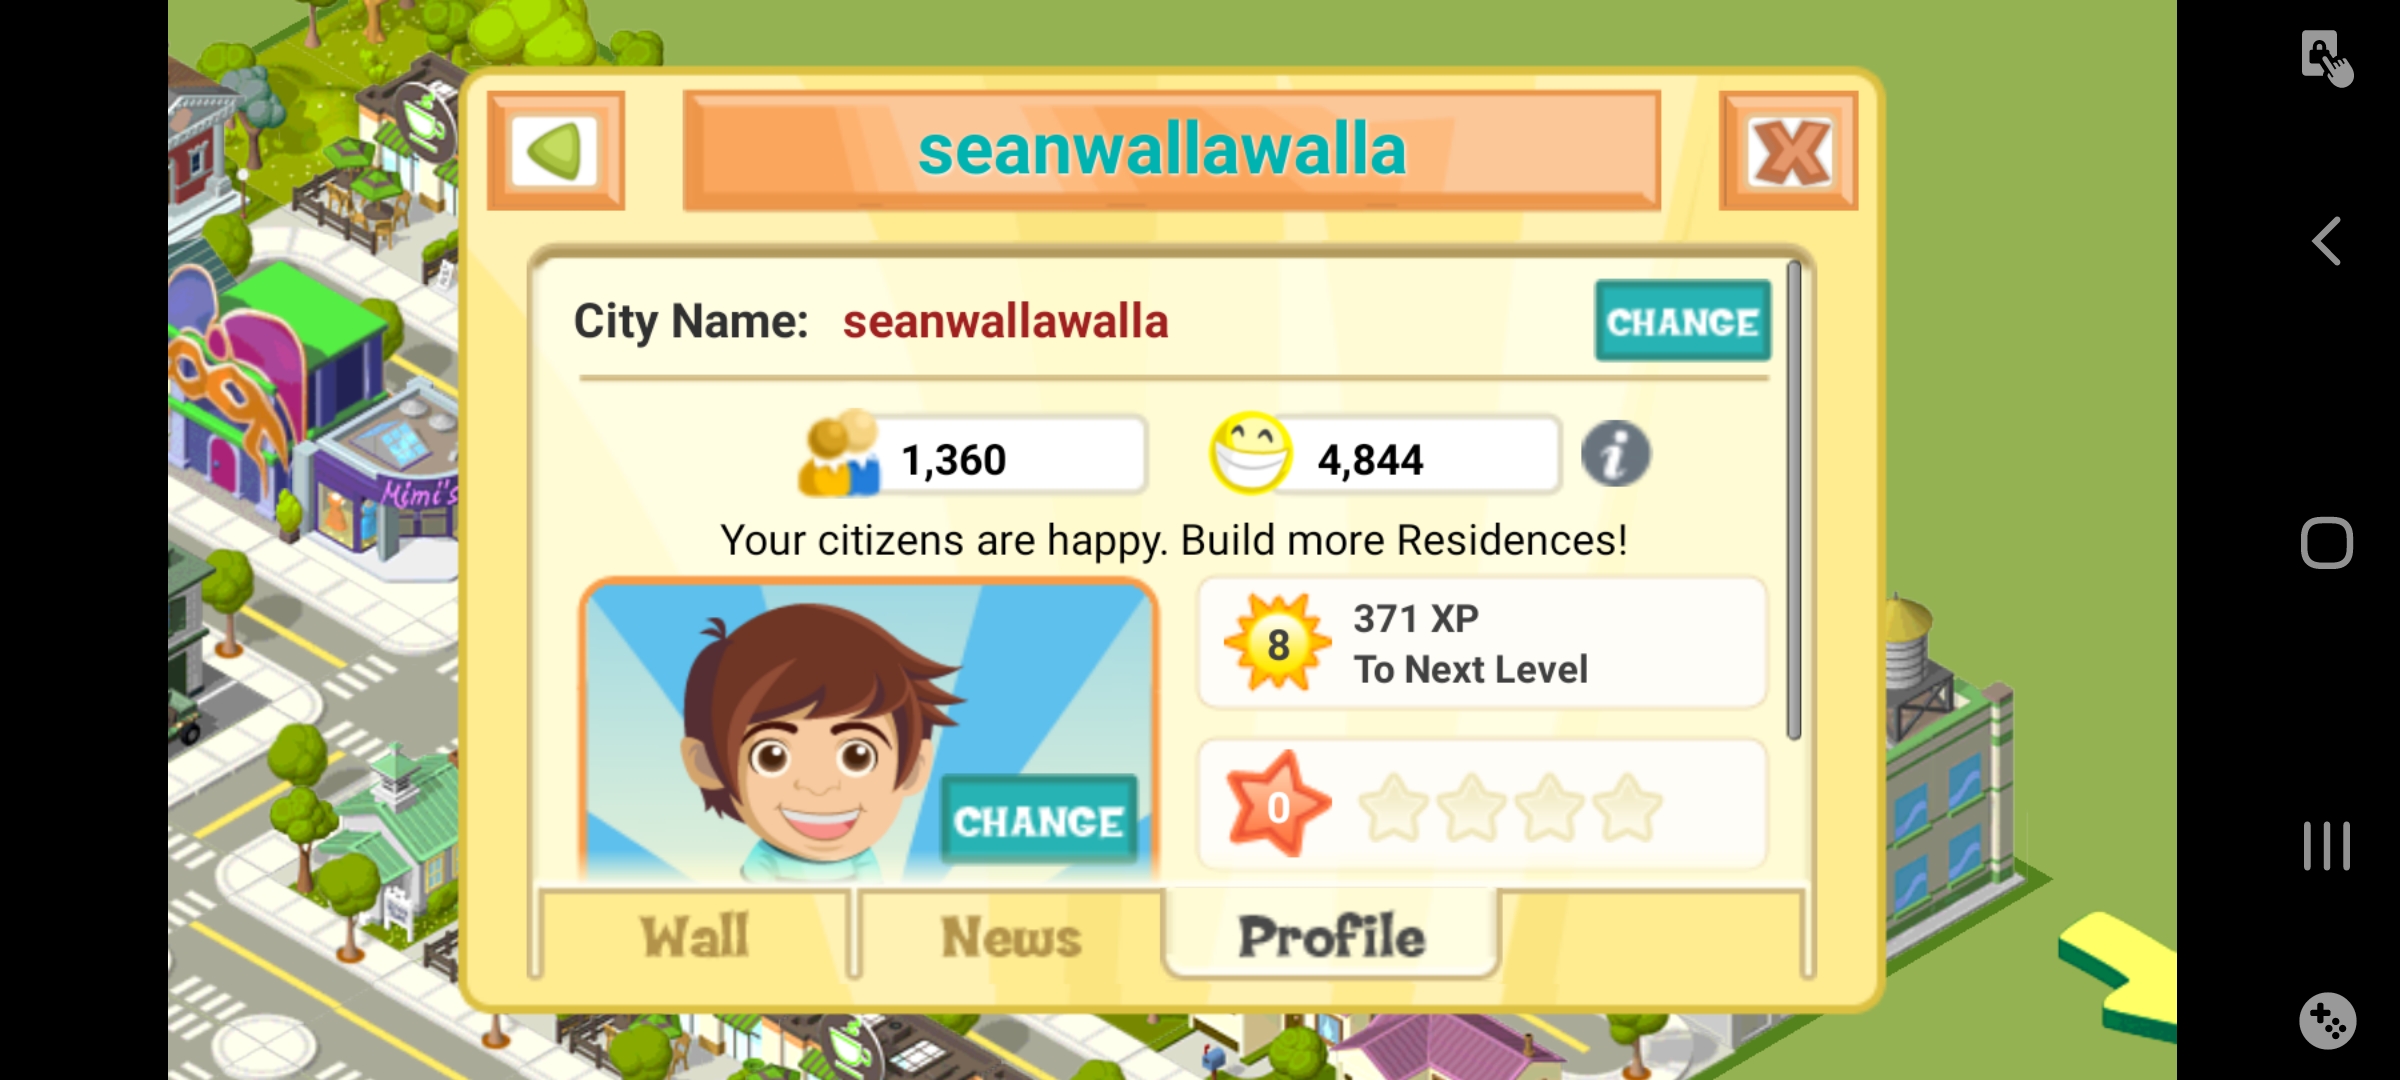 seanwallawalla
City Name: seanwallawalla
CHANGE
1,360
4,844
i
Your citizens are happy. Build more Residences!
8
371 XP
To Next Level
CHANGE
0
Wall
News
Profile
Mimi's